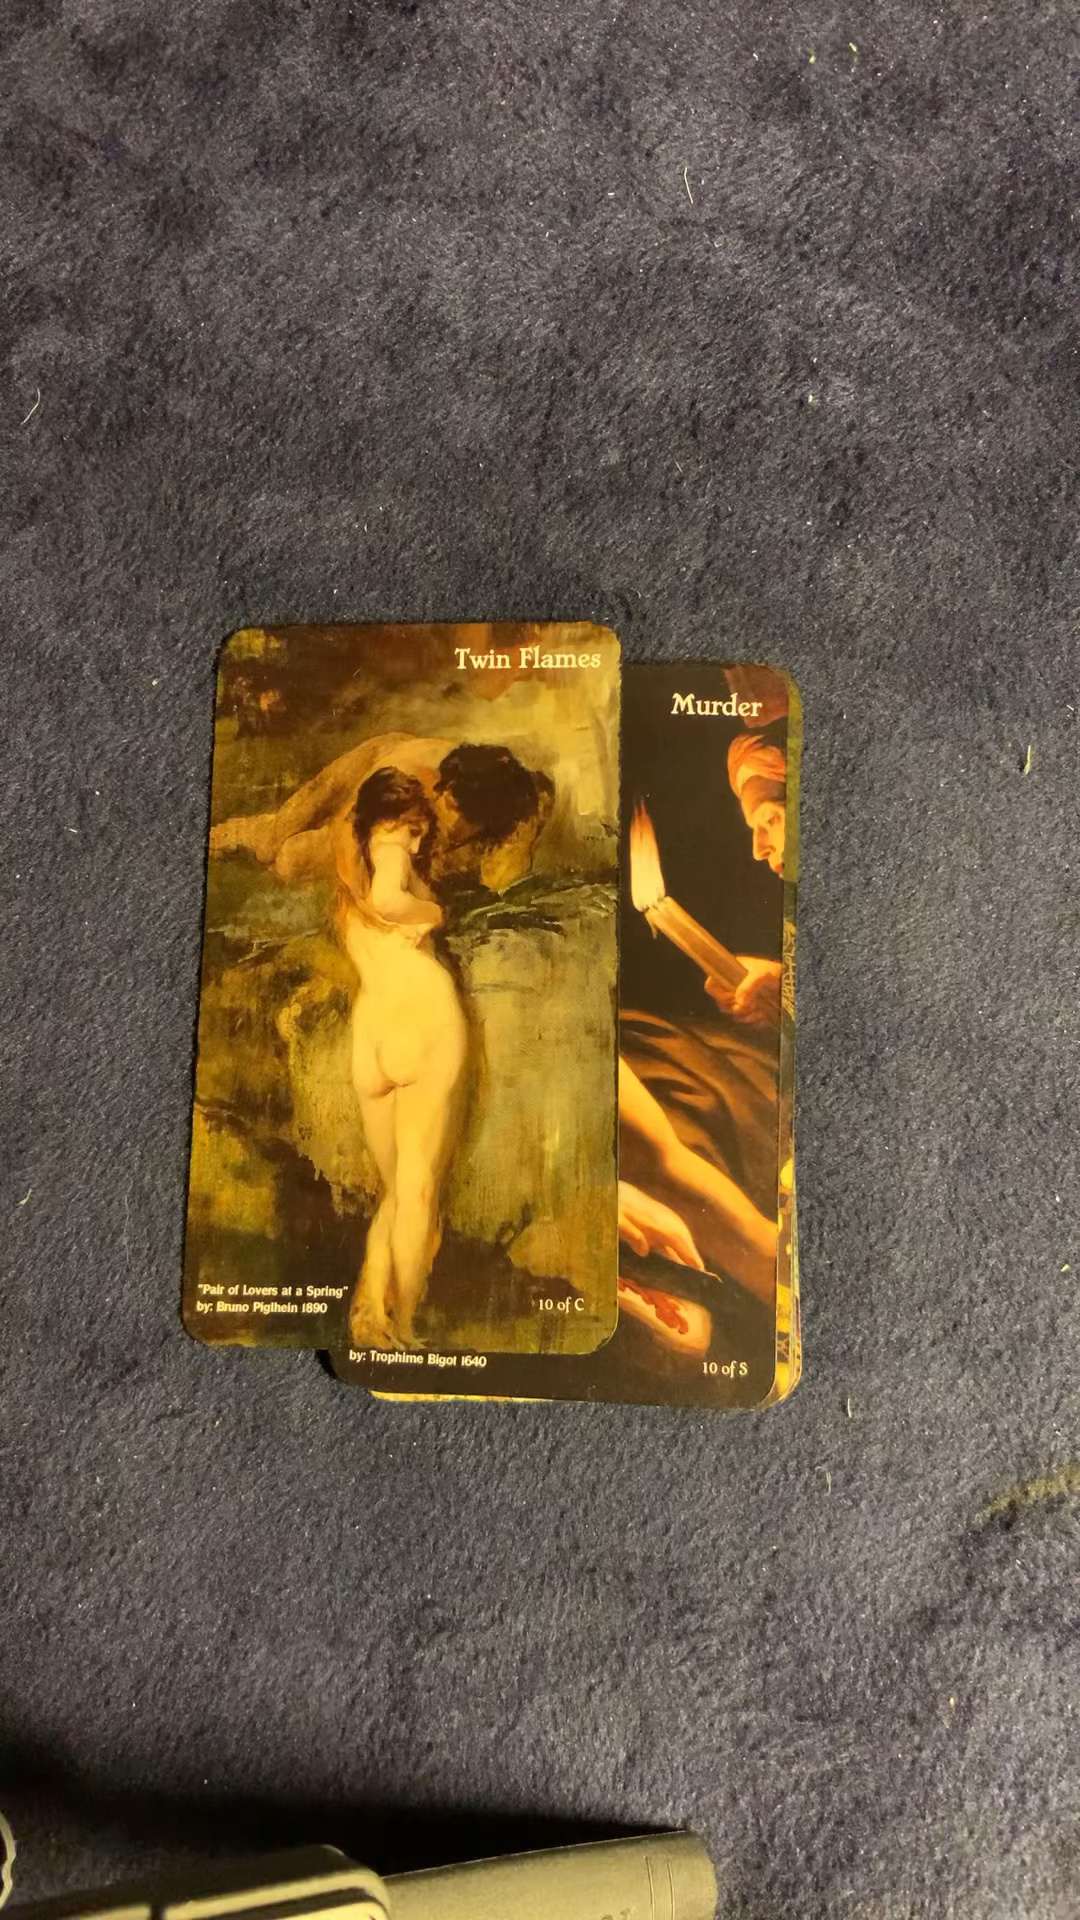 Twin Flames
Murder
"Pair of Lovers at a Spring"
by: Bruno Piglhein 1890
10 of C
by: Trophime Bigot 1640
10 of S